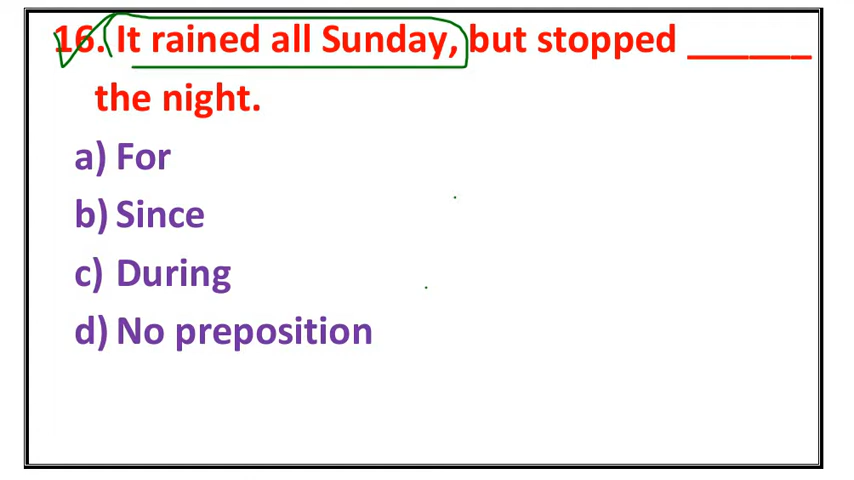 16. It rained all Sunday, but stopped ______
the night.
a) For
b) Since
c) During
d) No preposition